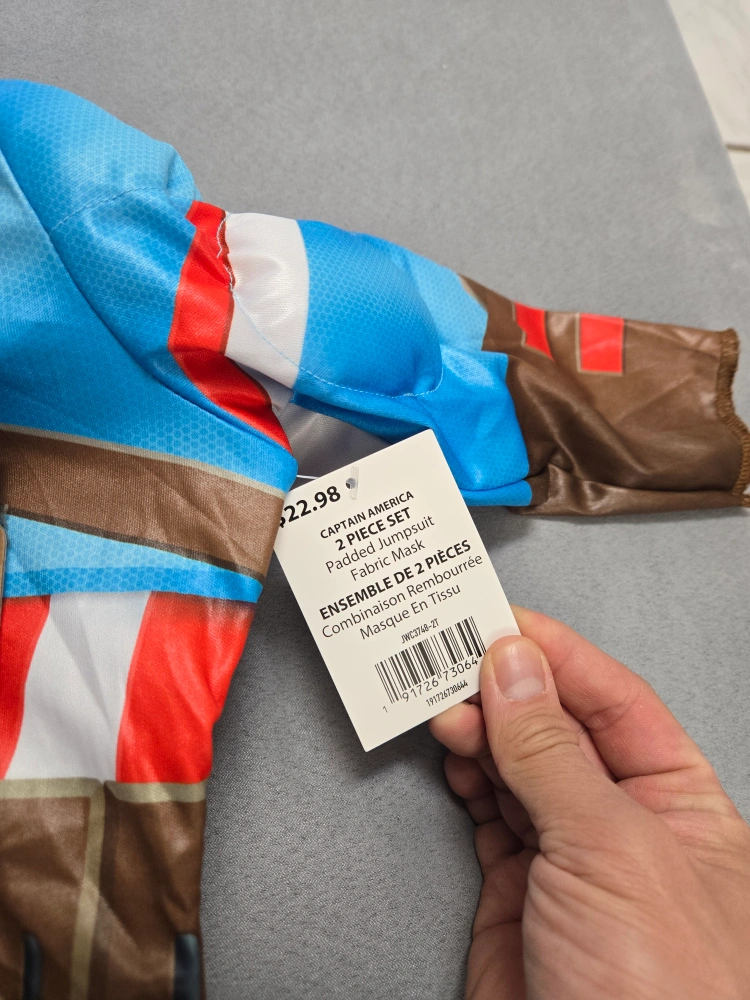 $22.98
CAPTAIN AMERICA
2 PIECE SET
Padded Jumpsuit
Fabric Mask
ENSEMBLE DE 2 PIÈCES
Combinaison Rembourrée
Masque En Tissu
JWC3748-2T
1 91726 73064
191726730644